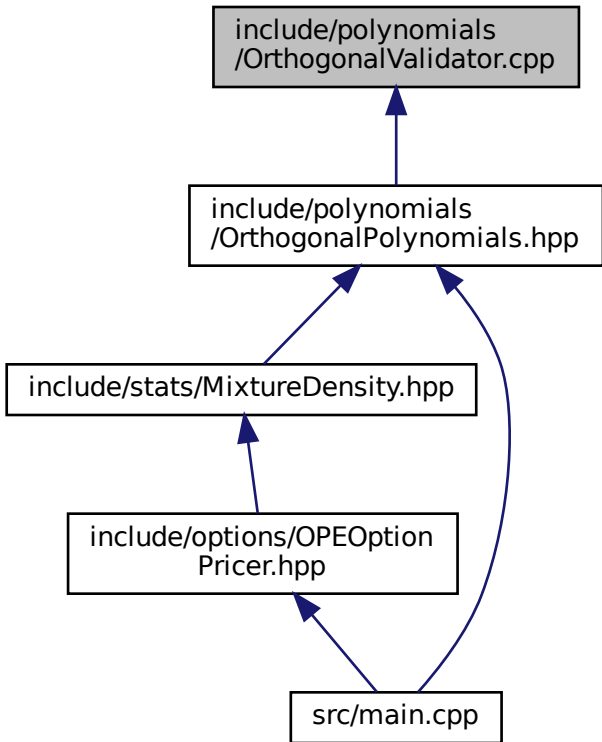 include/polynomials
/OrthogonalValidator.cpp
include/polynomials
/OrthogonalPolynomials.hpp
include/stats/MixtureDensity.hpp
include/options/OPEOption
Pricer.hpp
src/main.cpp